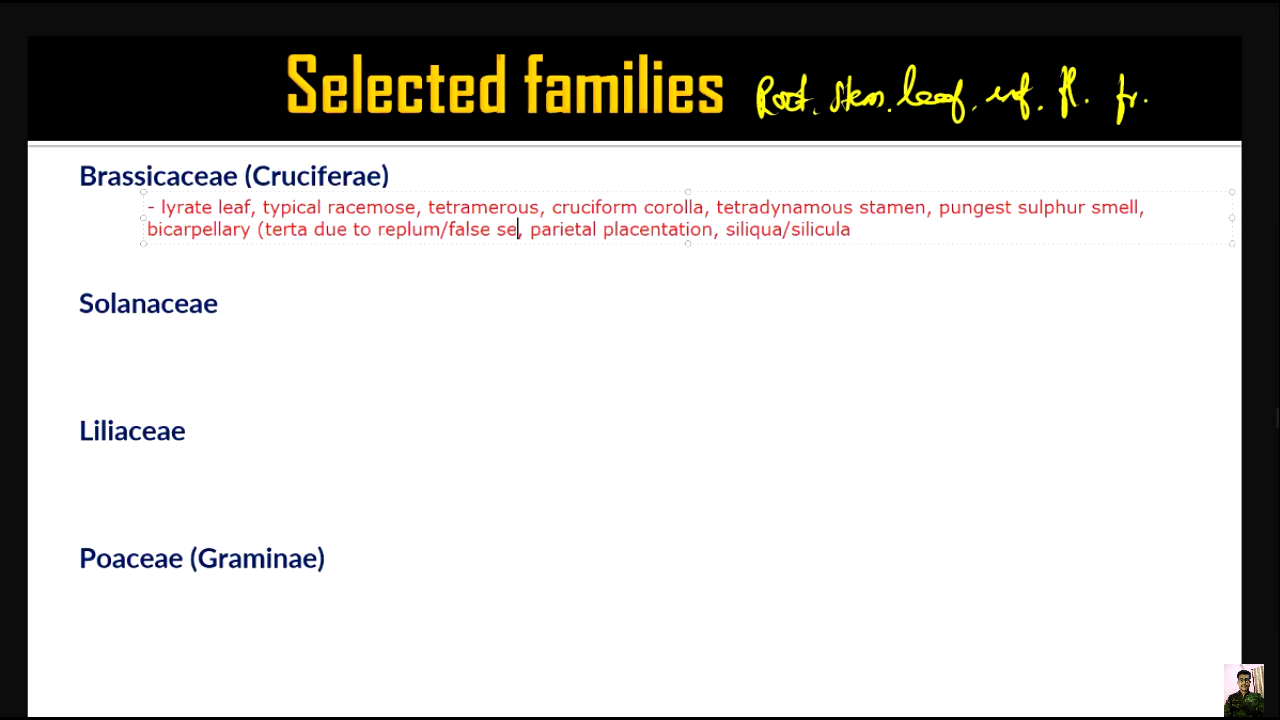 Selected families Root. stem. leaf. inf. fl. fr.
Brassicaceae (Cruciferae)
- lyrate leaf, typical racemose, tetramerous, cruciform corolla, tetradynamous stamen, pungest sulphur smell,
bicarpellary (terta due to replum/false se, parietal placentation, siliqua/silicula
Solanaceae
Liliaceae
Poaceae (Graminae)